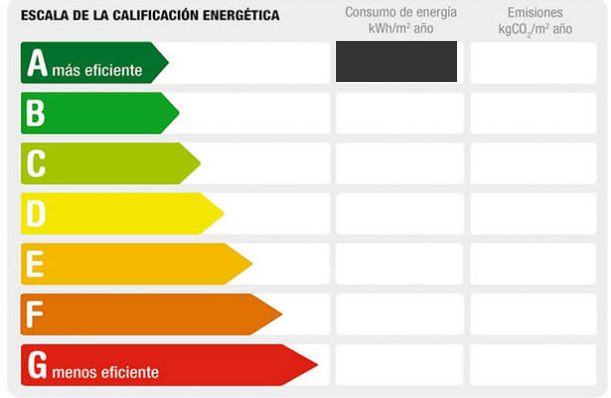 ESCALA DE LA CALIFICACIÓN ENERGÉTICA
Consumo de energía
kWh/m² año
Emisiones
kgCO₂/m² año
A más eficiente
B
C
D
E
F
G menos eficiente